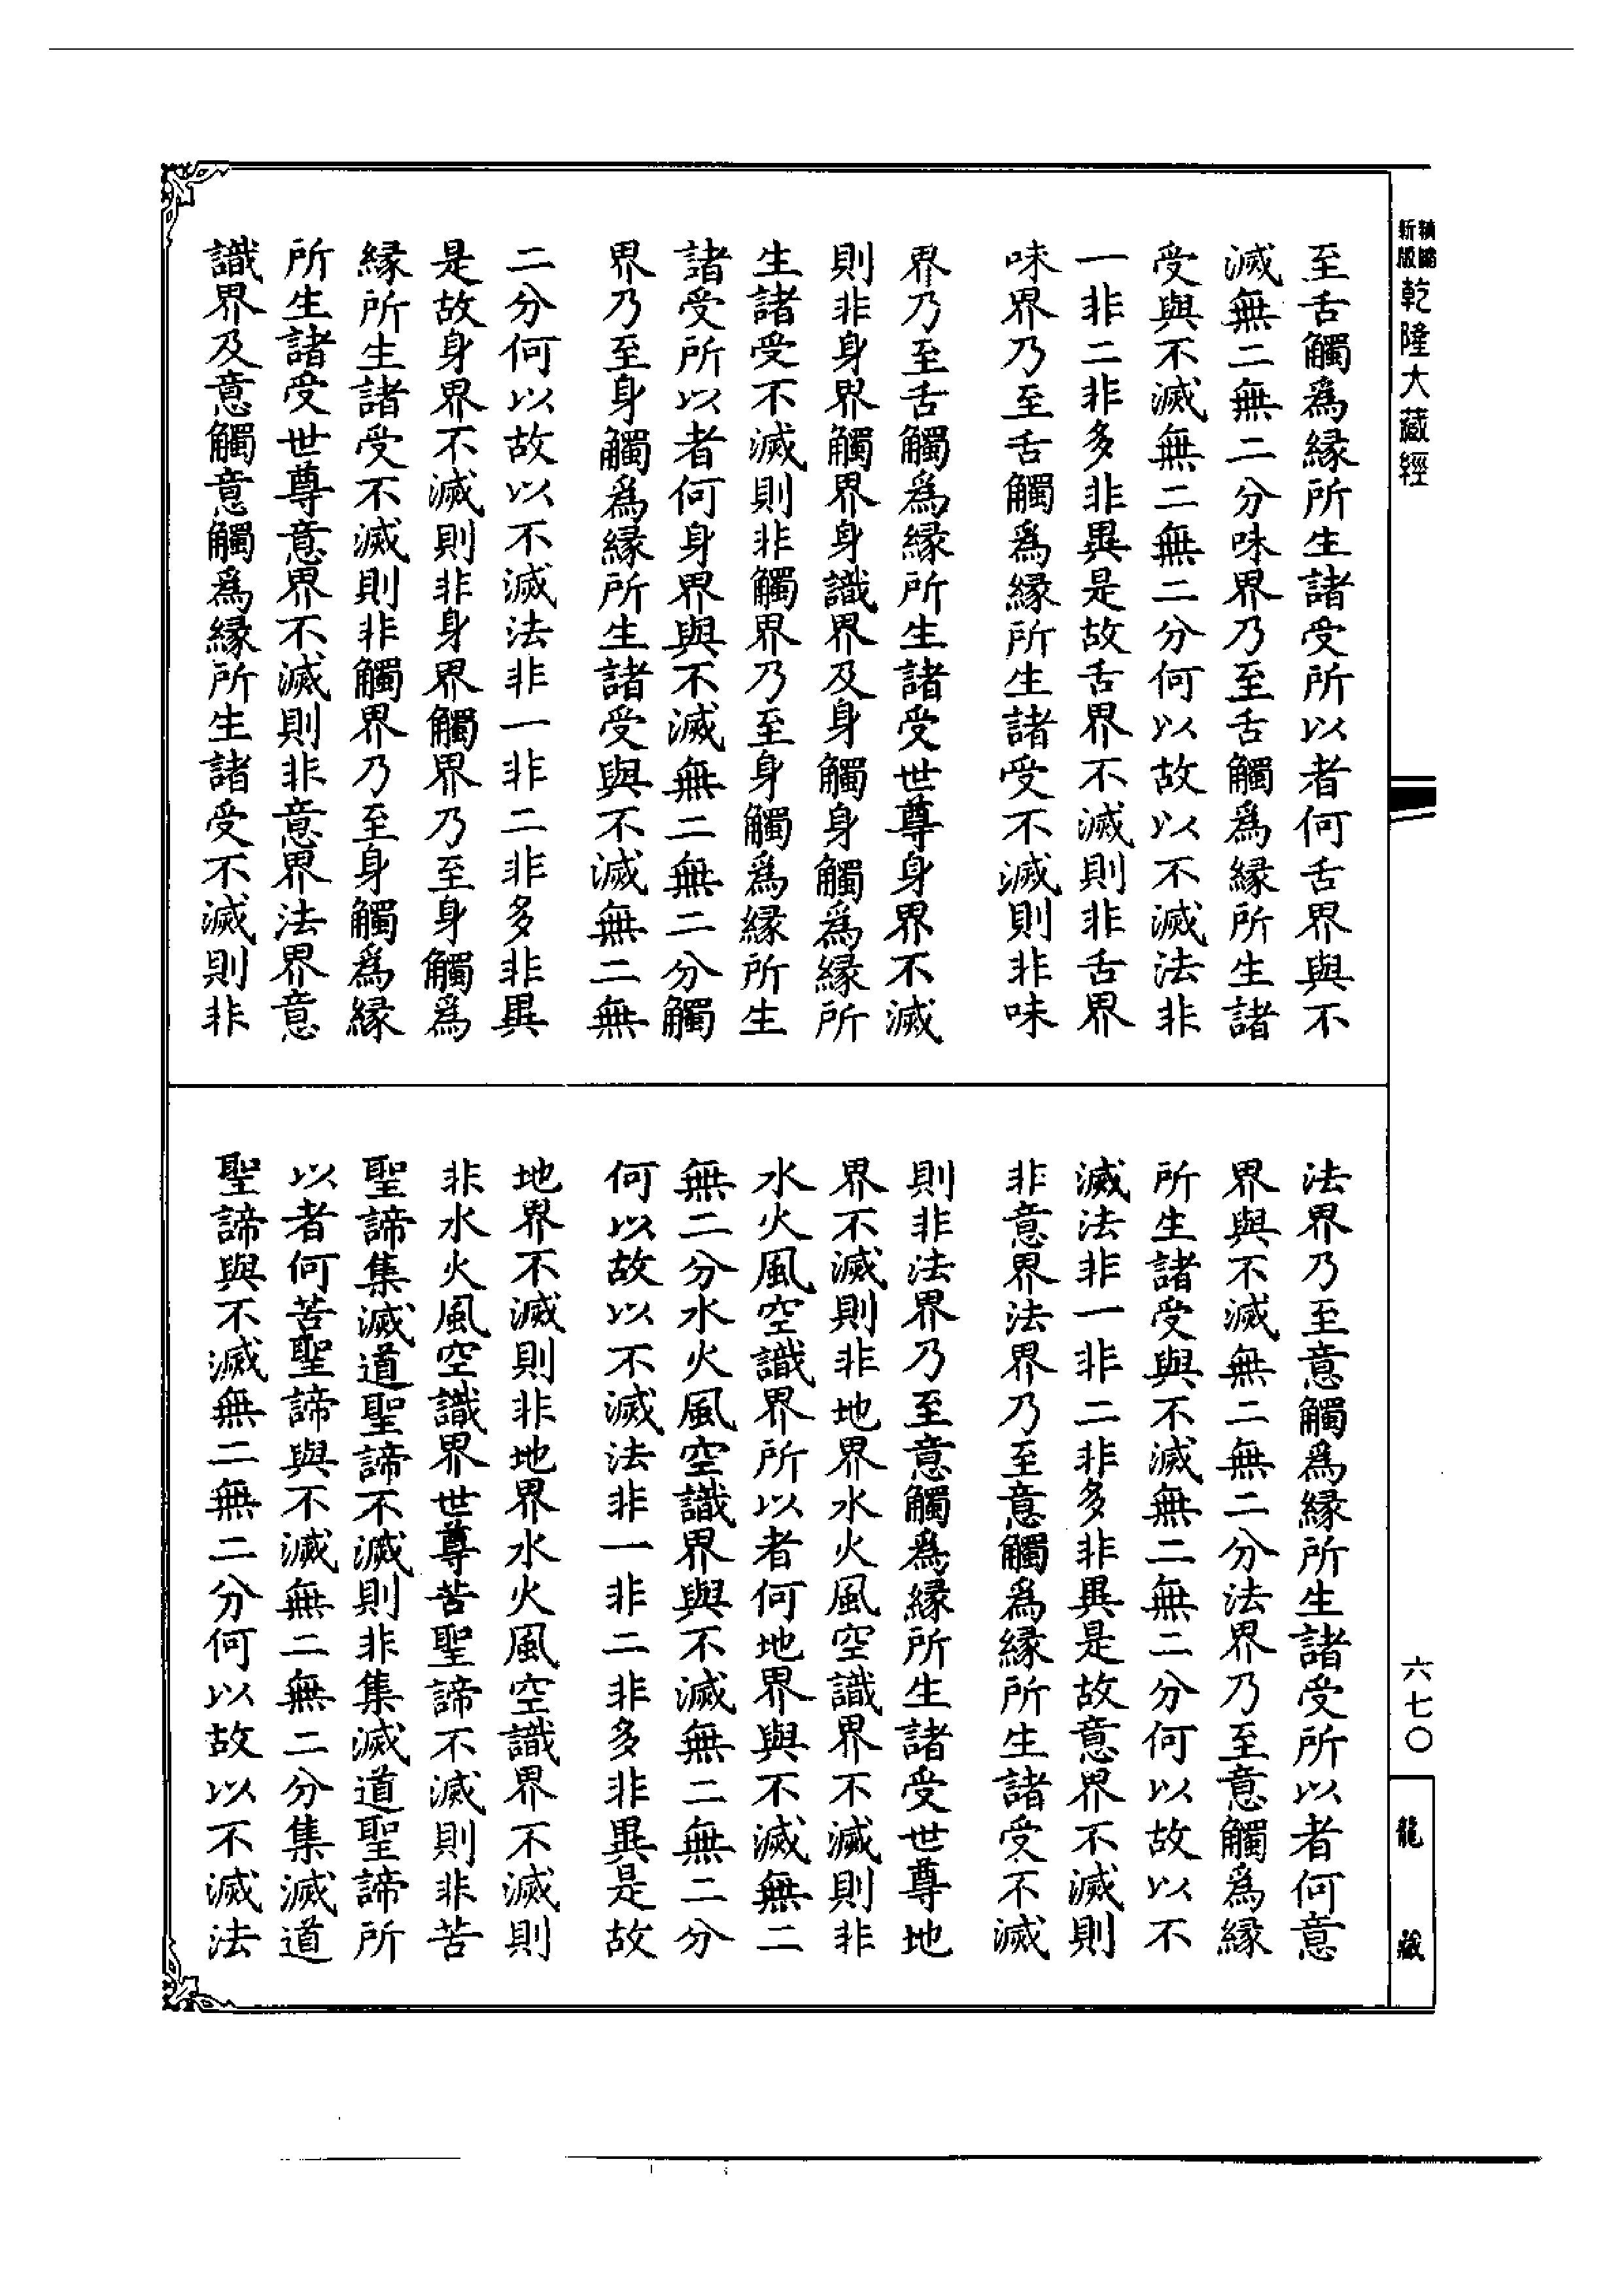 新版
精縮
乾隆大藏經
至舌觸爲縁所生諸受所以者何舌界與不
滅無二無二分味界乃至舌觸爲縁所生諸
受與不滅無二無二分何以故以不滅法非
一非二非多非異是故舌界不滅則非舌界
味界乃至舌觸爲縁所生諸受不滅則非味
界乃至舌觸爲縁所生諸受世尊身界不滅
則非身界觸界身識界及身觸身觸爲縁所
生諸受不滅則非觸界乃至身觸爲縁所生
諸受所以者何身界與不滅無二無二分觸
界乃至身觸爲縁所生諸受與不滅無二無
二分何以故以不滅法非一非二非多非異
是故身界不滅則非身界觸界乃至身觸爲
縁所生諸受不滅則非觸界乃至身觸爲縁
所生諸受世尊意界不滅則非意界法界意
識界及意觸意觸爲縁所生諸受不滅則非
法界乃至意觸爲縁所生諸受所以者何意
界與不滅無二無二分法界乃至意觸爲縁
所生諸受與不滅無二無二分何以故以不
滅法非一非二非多非異是故意界不滅則
非意界法界乃至意觸爲縁所生諸受不滅
則非法界乃至意觸爲縁所生諸受世尊地
界不滅則非地界水火風空識界不滅則非
水火風空識界所以者何地界與不滅無二
無二分水火風空識界與不滅無二無二分
何以故以不滅法非一非二非多非異是故
地界不滅則非地界水火風空識界不滅則
非水火風空識界世尊苦聖諦不滅則非苦
聖諦集滅道聖諦不滅則非集滅道聖諦所
以者何苦聖諦與不滅無二無二分集滅道
聖諦與不滅無二無二分何以故以不滅法
六七〇
龍藏